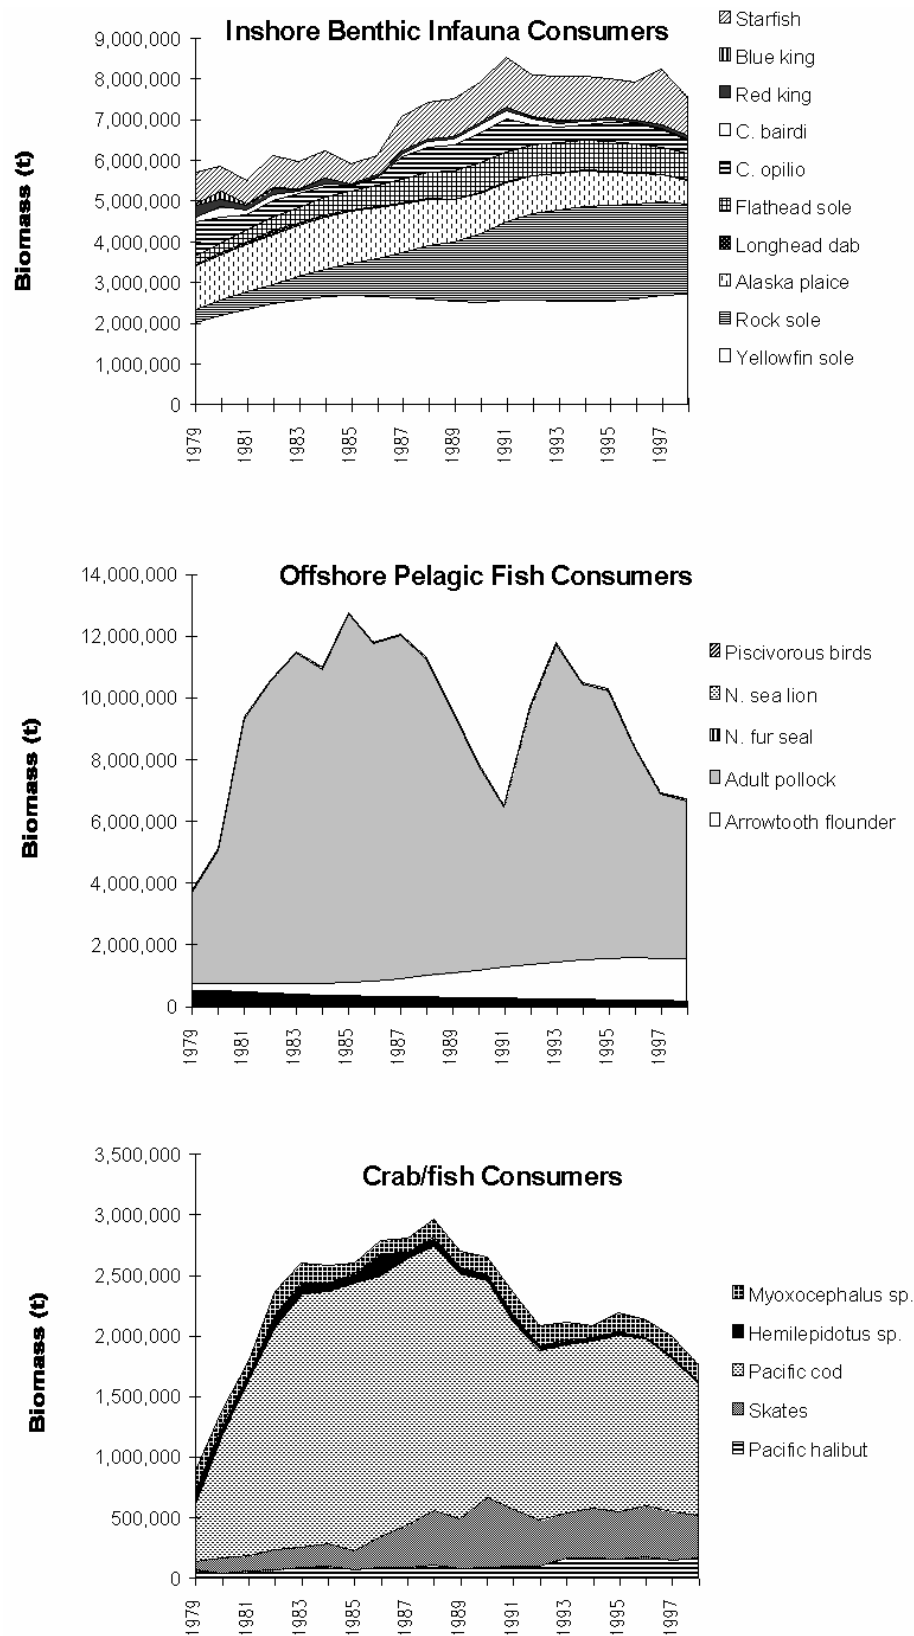 Inshore Benthic Infauna Consumers
Biomass (t)
9,000,000
8,000,000
7,000,000
6,000,000
5,000,000
4,000,000
3,000,000
2,000,000
1,000,000
0
1979
1981
1983
1985
1987
1989
1991
1993
1995
1997
Starfish
Blue king
Red king
C. bairdi
C. opilio
Flathead sole
Longhead dab
Alaska plaice
Rock sole
Yellowfin sole
Offshore Pelagic Fish Consumers
Biomass (t)
14,000,000
12,000,000
10,000,000
8,000,000
6,000,000
4,000,000
2,000,000
0
1979
1981
1983
1985
1987
1989
1991
1993
1995
1997
Piscivorous birds
N. sea lion
N. fur seal
Adult pollock
Arrowtooth flounder
Crab/fish Consumers
Biomass (t)
3,500,000
3,000,000
2,500,000
2,000,000
1,500,000
1,000,000
500,000
0
1979
1981
1983
1985
1987
1989
1991
1993
1995
1997
Myoxocephalus sp.
Hemilepidotus sp.
Pacific cod
Skates
Pacific halibut